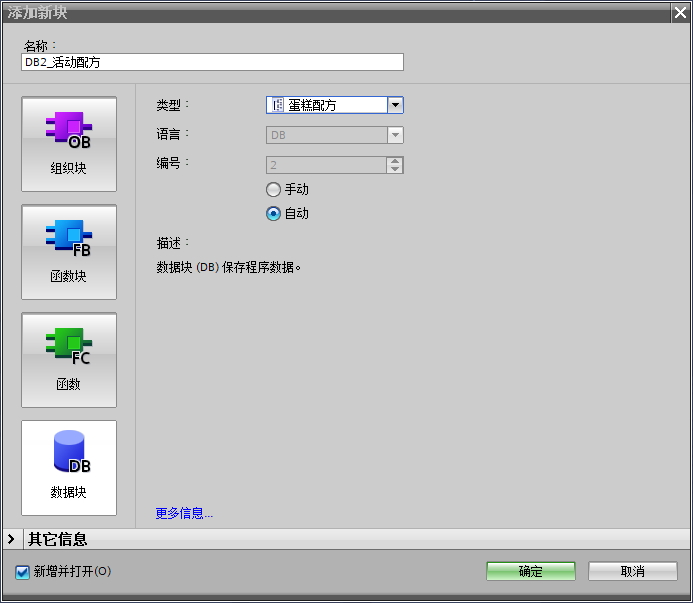 添加新块
名称：
DB2_活动配方
OB
组织块
FB
函数块
FC
函数
DB
数据块
类型：
蛋糕配方
语言：
DB
编号：
2
手动
自动
描述：
数据块 (DB) 保存程序数据。
更多信息...
其它信息
新增并打开(O)
确定
取消